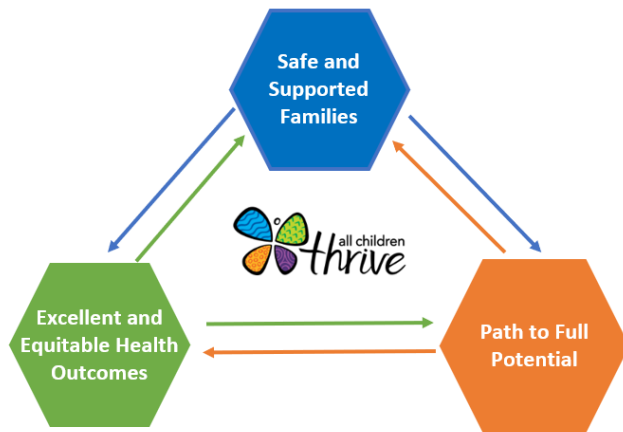 Safe and
Supported
Families
all children
thrive
Excellent and
Equitable Health
Outcomes
Path to Full
Potential